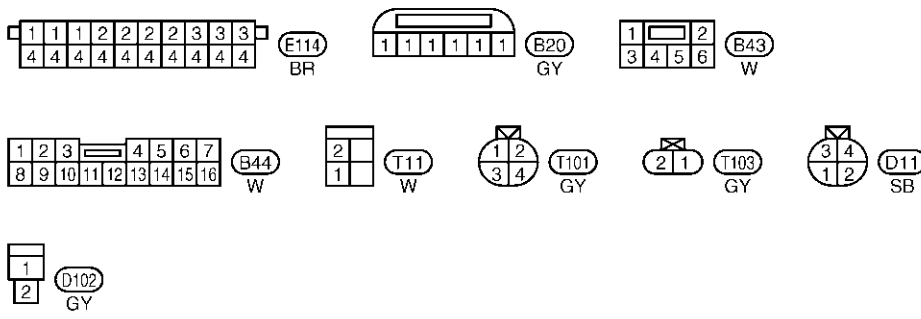 1 1 1 2 2 2 2 3 3 3
4 4 4 4 4 4 4 4 4 4
E114
BR
1 1 1 1 1 1
B20
GY
1 2
3 4 5 6
B43
W
1 2 3 4 5 6 7
8 9 10 11 12 13 14 15 16
B44
W
2
1
T11
W
1 2
3 4
T101
GY
2 1
T103
GY
3 4
1 2
D11
SB
1
2
D102
GY